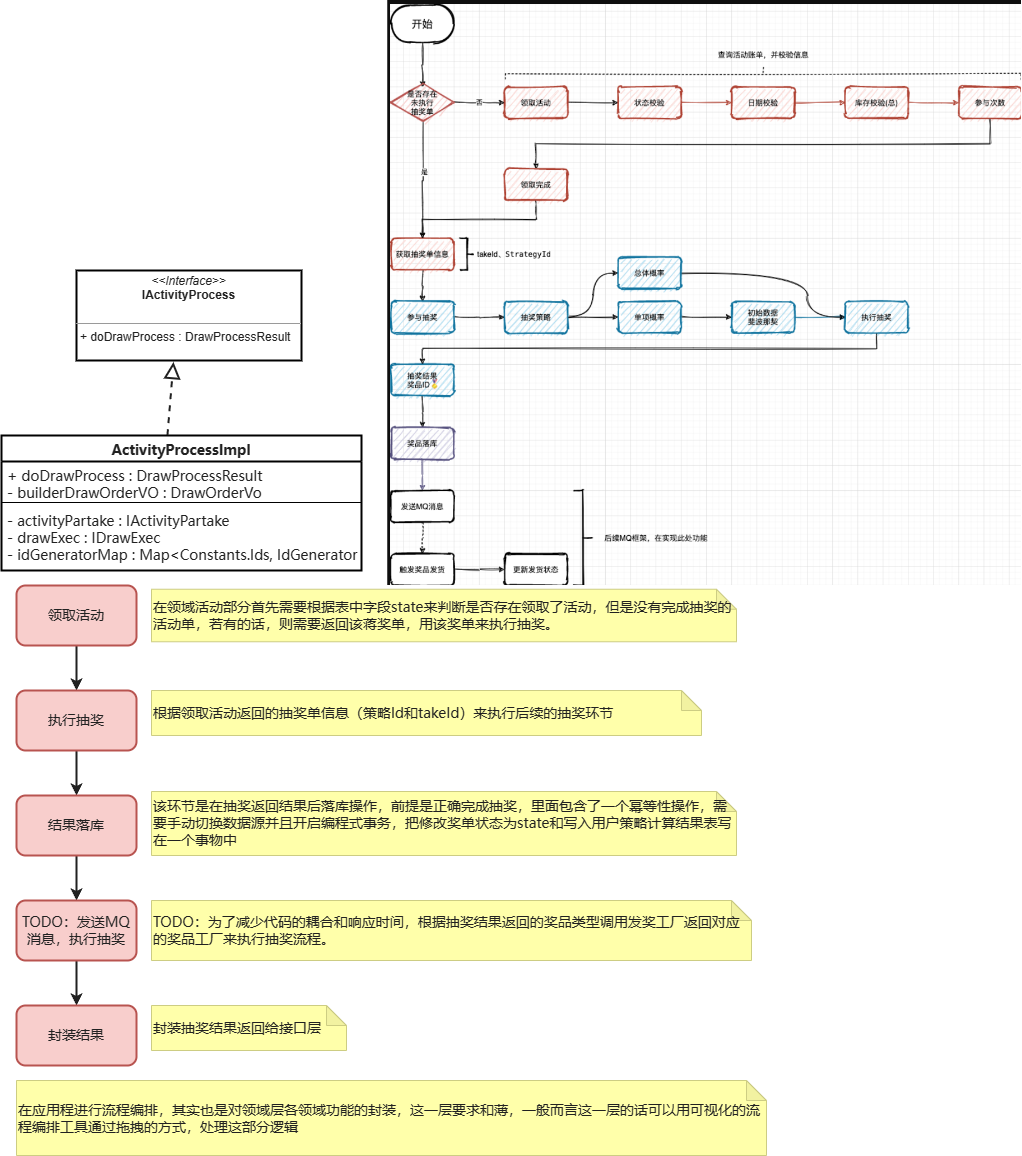 开始
查询活动账单，并校验信息
是否存在
未执行
抽奖单
否
领取活动
状态校验
日期校验
库存校验(总)
参与次数
是
领取完成
获取抽奖单信息
takeId、StrategyId
总体概率
参与抽奖
抽奖策略
单项概率
初始数据
斐波那契
执行抽奖
抽奖结果
奖品ID
奖品落库
发送MQ消息
后续MQ框架，在实现此处功能
触发奖品发货
更新发货状态
<<Interface>>
IActivityProcess
+ doDrawProcess : DrawProcessResult
ActivityProcessImpl
+ doDrawProcess : DrawProcessResult
- builderDrawOrderVO : DrawOrderVo
- activityPartake : IActivityPartake
- drawExec : IDrawExec
- idGeneratorMap : Map<Constants.Ids, IdGenerator
领取活动
在领域活动部分首先需要根据表中字段state来判断是否存在领取了活动，但是没有完成抽奖的
活动单，若有的话，则需要返回该蒋奖单，用该奖单来执行抽奖。
执行抽奖
根据领取活动返回的抽奖单信息（策略Id和takeId）来执行后续的抽奖环节
结果落库
该环节是在抽奖返回结果后落库操作，前提是正确完成抽奖，里面包含了一个幂等性操作，需
要手动切换数据源并且开启编程式事务，把修改奖单状态为state和写入用户策略计算结果表写
在一个事物中
TODO：发送MQ
消息，执行抽奖
TODO：为了减少代码的耦合和响应时间，根据抽奖结果返回的奖品类型调用发奖工厂返回对应
的奖品工厂来执行抽奖流程。
封装结果
封装抽奖结果返回给接口层
在应用程进行流程编排，其实也是对领域层各领域功能的封装，这一层要求和薄，一般而言这一层的话可以用可视化的流
程编排工具通过拖拽的方式，处理这部分逻辑